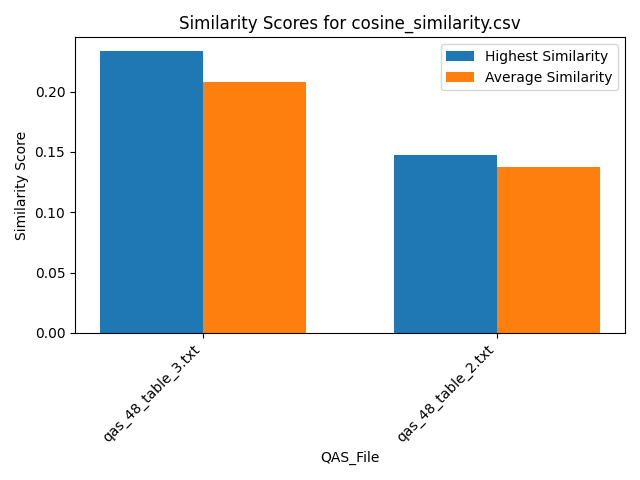 Similarity Scores for cosine_similarity.csv
Highest Similarity
Average Similarity
Similarity Score
0.20
0.15
0.10
0.05
0.00
qas_48_table_3.txt
qas_48_table_2.txt
QAS_File